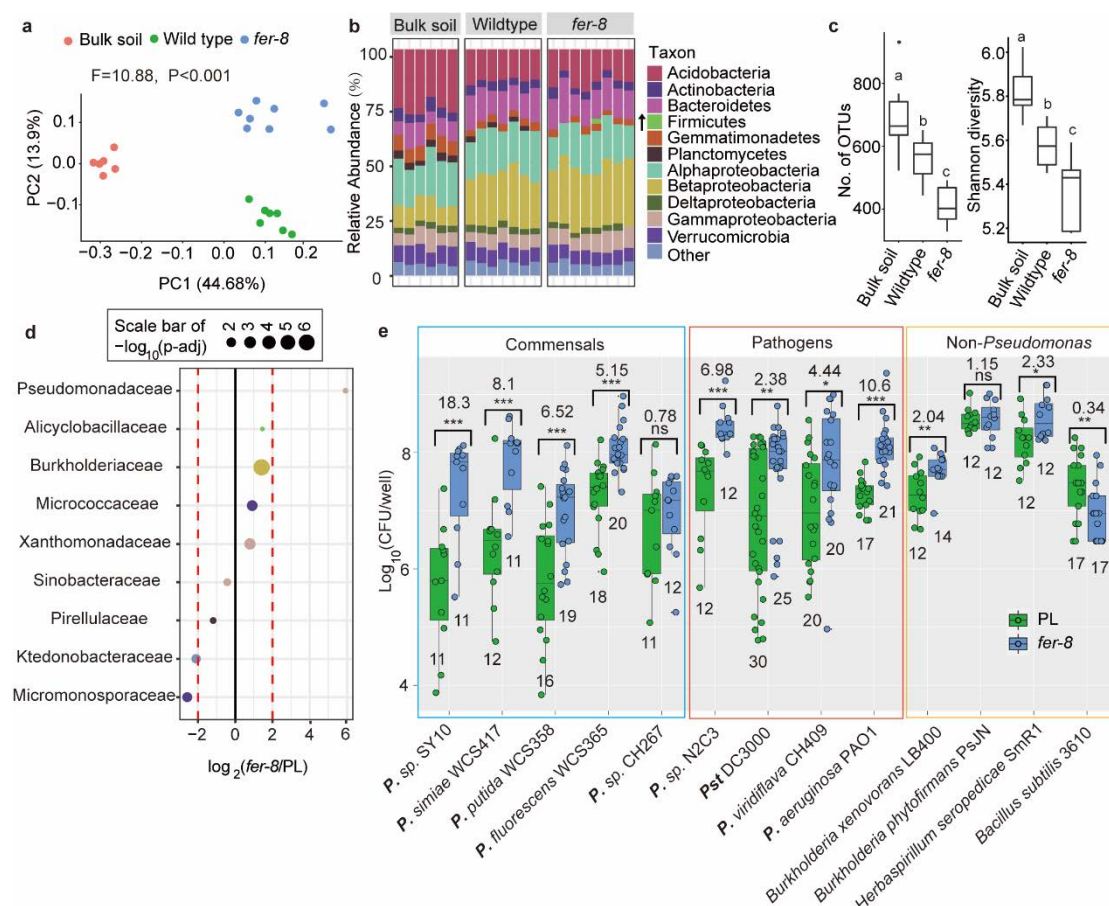 a
Bulk soil Wild type fer-8
F=10.88, P<0.001
PC2 (13.9%)
0.1
0.0
−0.1
−0.3 −0.1 0.0 0.1 0.2
PC1 (44.68%)
b
Bulk soil Wildtype fer-8
Relative Abundance (%)
100
75
50
25
0
Taxon
Acidobacteria
Actinobacteria
Bacteroidetes
Firmicutes
Gemmatimonadetes
Planctomycetes
Alphaproteobacteria
Betaproteobacteria
Deltaproteobacteria
Gammaproteobacteria
Verrucomicrobia
Other
c
No. of OTUs
800
600
400
a
b
c
Bulk soil
Wildtype
fer-8
Shannon diversity
6.0
5.8
5.6
5.4
5.2
a
b
c
Bulk soil
Wildtype
fer-8
d
Scale bar of
−log10(p-adj)
2 3 4 5 6
Pseudomonadaceae
Alicyclobacillaceae
Burkholderiaceae
Micrococcaceae
Xanthomonadaceae
Sinobacteraceae
Pirellulaceae
Ktedonobacteraceae
Micromonosporaceae
−2 0 2 4 6
log2(fer-8/PL)
e
Commensals Pathogens Non-Pseudomonas
Log10(CFU/well)
8
6
4
18.3 8.1 6.52 5.15 0.78 6.98 2.38 4.44 10.6 2.04 1.15 2.33 0.34
*** *** *** *** ns *** ** * *** ** ns * **
11 11 12 11 16 19 18 20 11 12 12 12 30 25 20 20 17 21 12 14 12 12 12 12 17 17
PL
fer-8
P. sp. SY10
P. simiae WCS417
P. putida WCS358
P. fluorescens WCS365
P. sp. CH267
P. sp. N2C3
Pst DC3000
P. viridiflava CH409
P. aeruginosa PAO1
Burkholderia xenovorans LB400
Burkholderia phytofirmans PsJN
Herbaspirillum seropedicae SmR1
Bacillus subtilis 3610